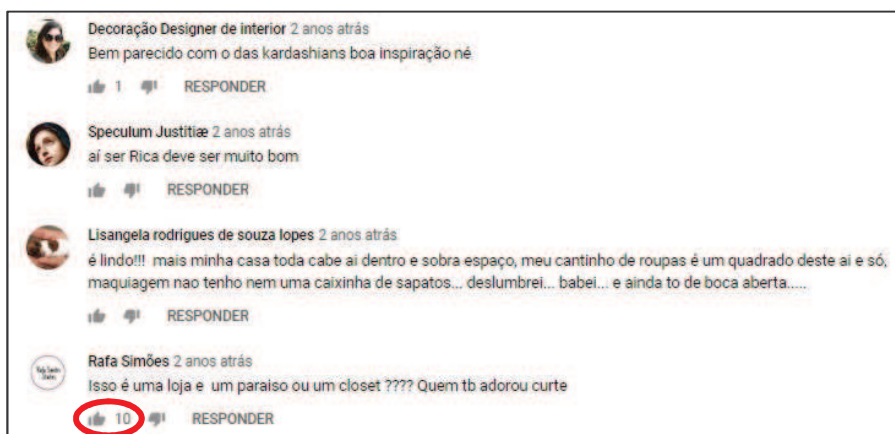 Decoração Designer de interior 2 anos atrás
Bem parecido com o das kardashians boa inspiração né
1 RESPONDER
Speculum Justitiæ 2 anos atrás
aí ser Rica deve ser muito bom
RESPONDER
Lisangela rodrigues de souza lopes 2 anos atrás
é lindo!!! mais minha casa toda cabe ai dentro e sobra espaço, meu cantinho de roupas é um quadrado deste ai e só,
maquiagem nao tenho nem uma caixinha de sapatos... deslumbrei... babei... e ainda to de boca aberta.....
RESPONDER
Rafa Simões 2 anos atrás
Isso é uma loja e um paraiso ou um closet ???? Quem tb adorou curte
10 RESPONDER